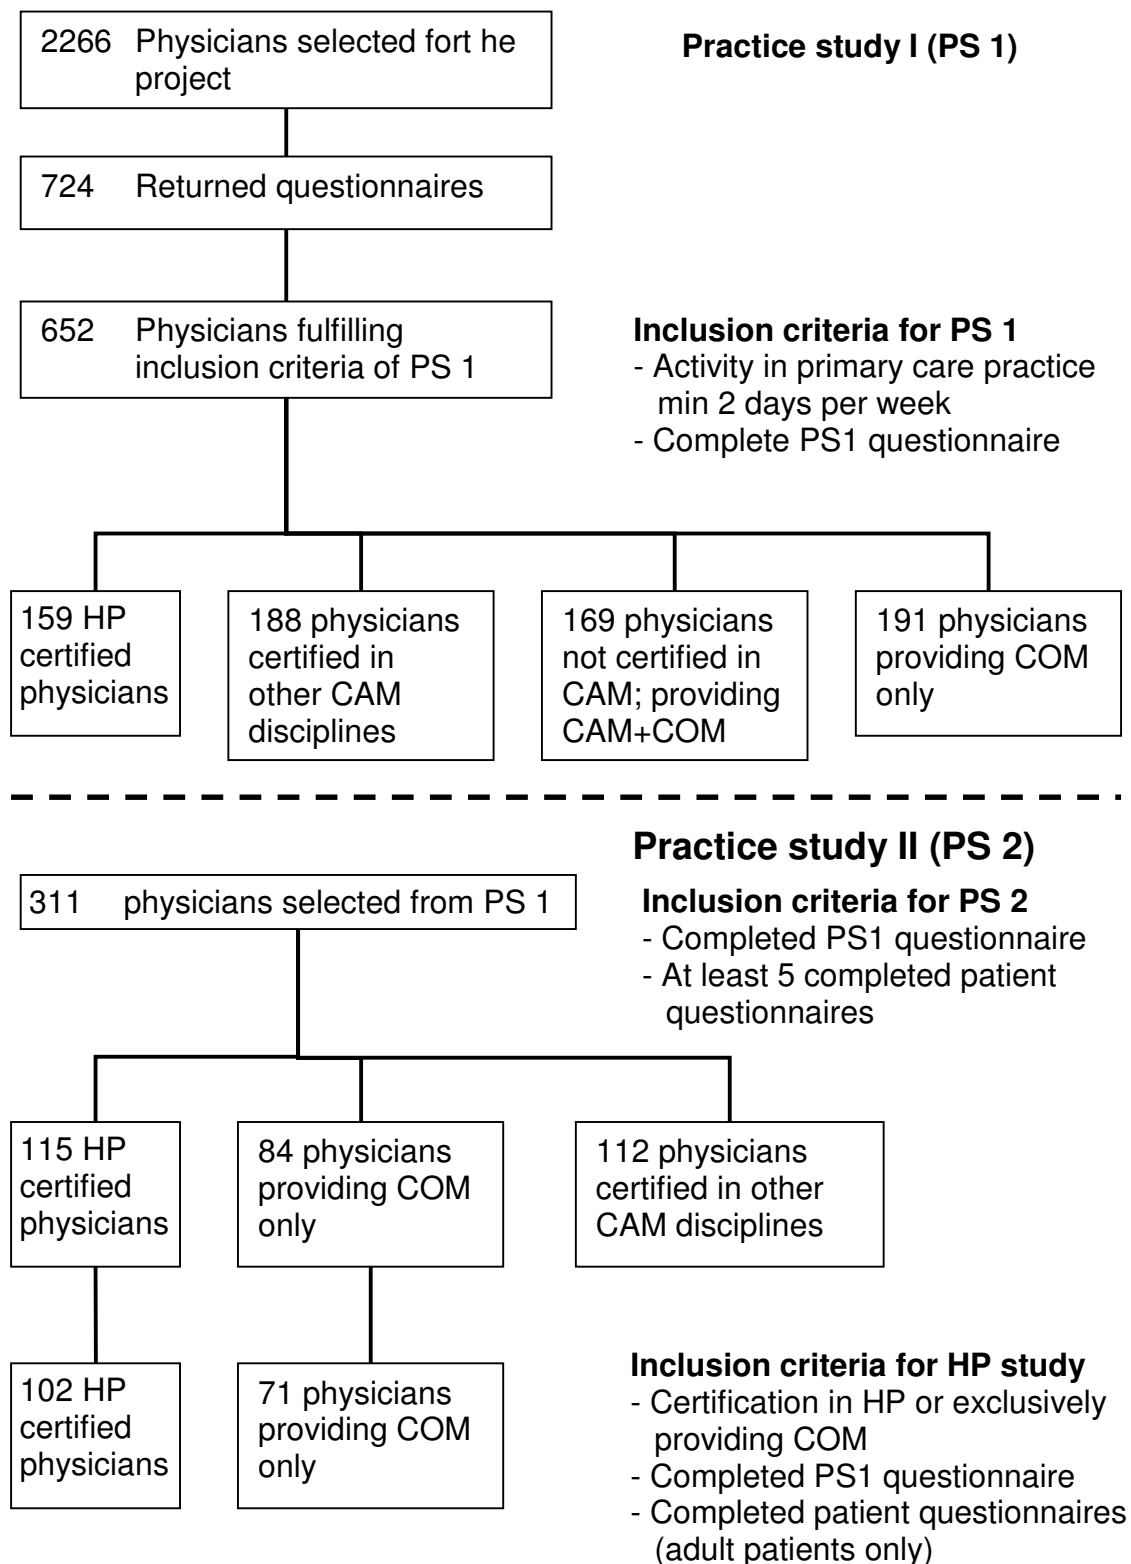 2266 Physicians selected fort he
project
Practice study I (PS 1)
724 Returned questionnaires
652 Physicians fulfilling
inclusion criteria of PS 1
Inclusion criteria for PS 1
- Activity in primary care practice
min 2 days per week
- Complete PS1 questionnaire
159 HP
certified
physicians
188 physicians
certified in
other CAM
disciplines
169 physicians
not certified in
CAM; providing
CAM+COM
191 physicians
providing COM
only
Practice study II (PS 2)
311 physicians selected from PS 1
Inclusion criteria for PS 2
- Completed PS1 questionnaire
- At least 5 completed patient
questionnaires
115 HP
certified
physicians
84 physicians
providing COM
only
112 physicians
certified in other
CAM disciplines
102 HP
certified
physicians
71 physicians
providing COM
only
Inclusion criteria for HP study
- Certification in HP or exclusively
providing COM
- Completed PS1 questionnaire
- Completed patient questionnaires
(adult patients only)